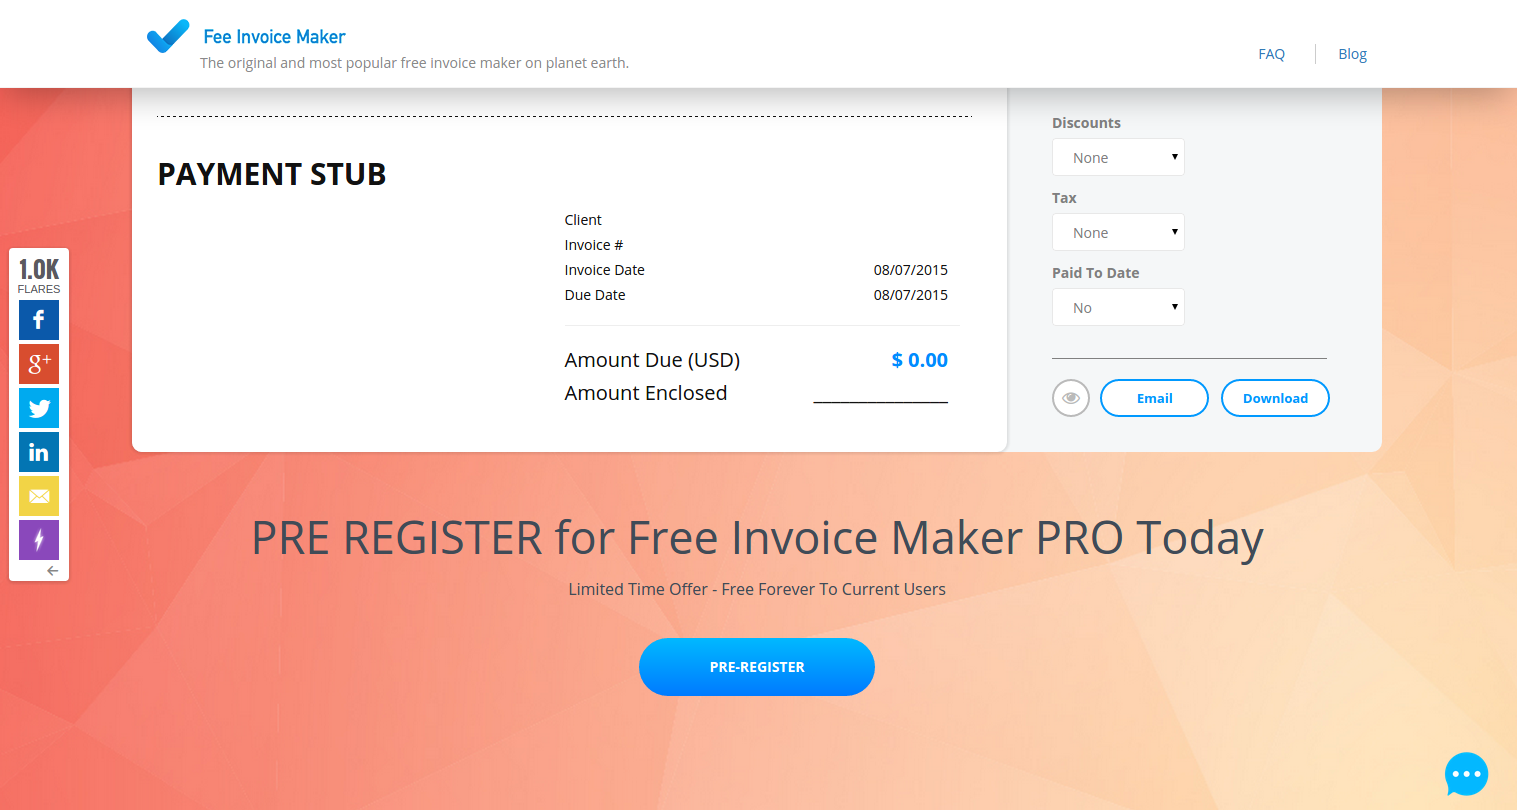 Fee Invoice Maker
The original and most popular free invoice maker on planet earth.
FAQ
Blog
PAYMENT STUB
Client
Invoice #
Invoice Date 08/07/2015
Due Date 08/07/2015
Amount Due (USD) $ 0.00
Amount Enclosed
Discounts
None
Tax
None
Paid To Date
No
Email
Download
1.0K
FLARES
f
g+
in
PRE REGISTER for Free Invoice Maker PRO Today
Limited Time Offer - Free Forever To Current Users
PRE-REGISTER